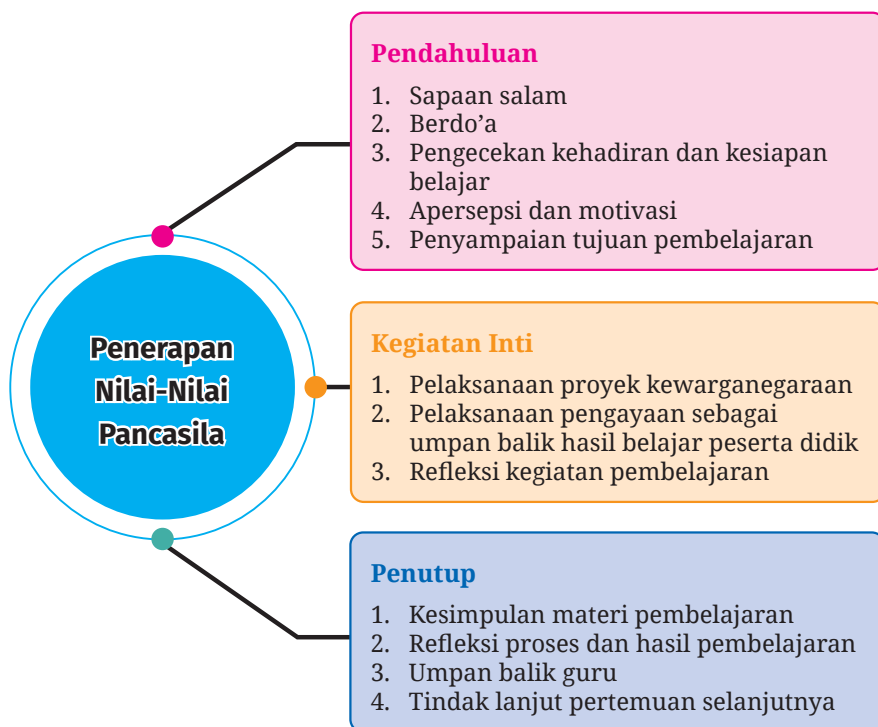 Penerapan
Nilai-Nilai
Pancasila
Pendahuluan
1. Sapaan salam
2. Berdo’a
3. Pengecekan kehadiran dan kesiapan
belajar
4. Apersepsi dan motivasi
5. Penyampaian tujuan pembelajaran
Kegiatan Inti
1. Pelaksanaan proyek kewarganegaraan
2. Pelaksanaan pengayaan sebagai
umpan balik hasil belajar peserta didik
3. Refleksi kegiatan pembelajaran
Penutup
1. Kesimpulan materi pembelajaran
2. Refleksi proses dan hasil pembelajaran
3. Umpan balik guru
4. Tindak lanjut pertemuan selanjutnya